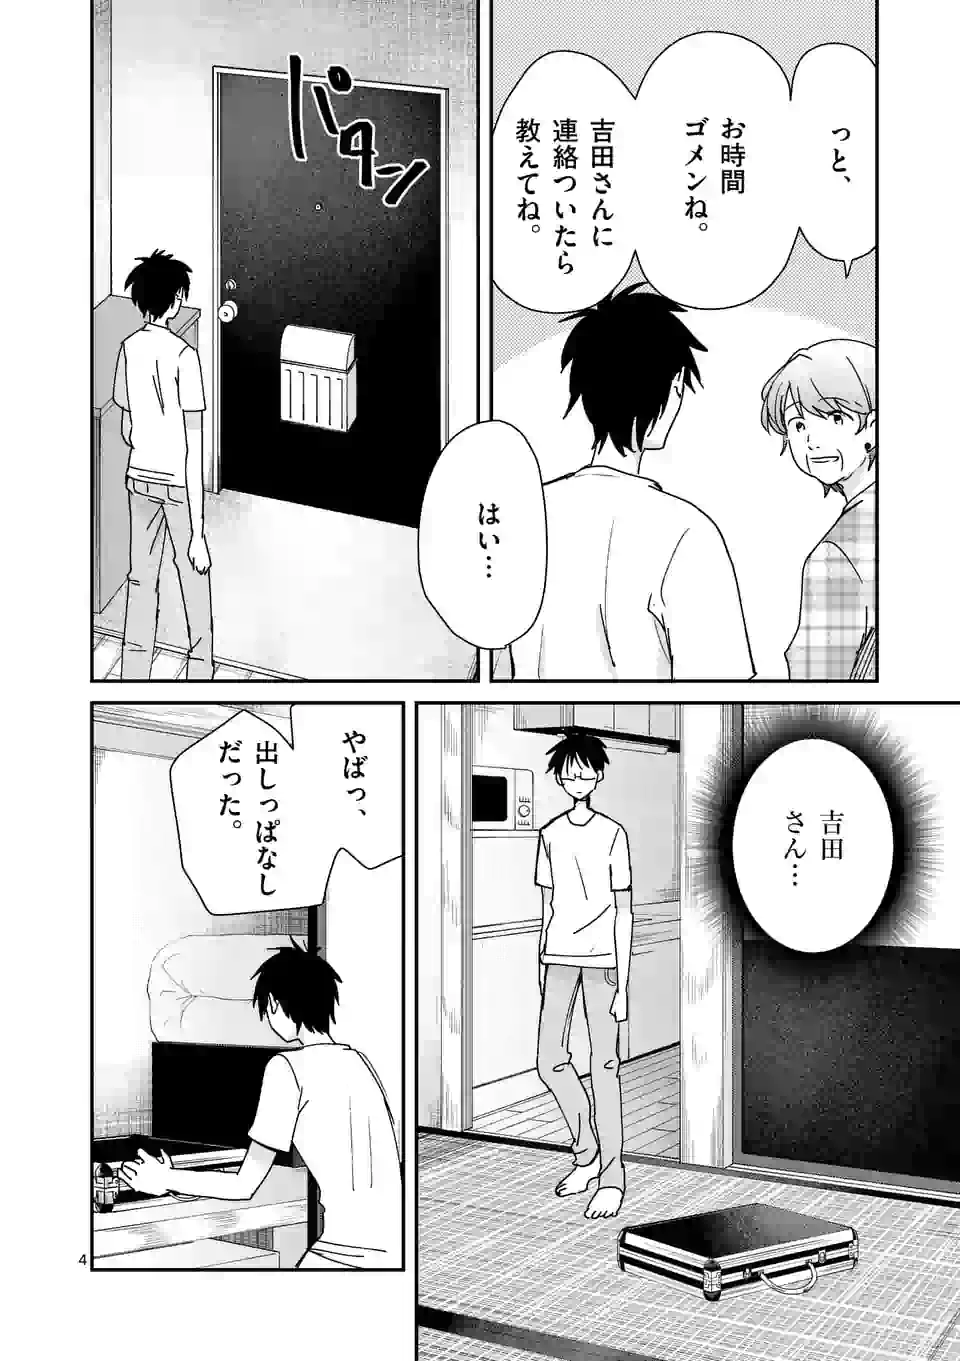 っと、
お時間
ゴメンね。
吉田さんに
連絡ついたら
教えてね。
はい…
パタン
吉田
さん…
やばっ、
出しっぱなし
だった。
4